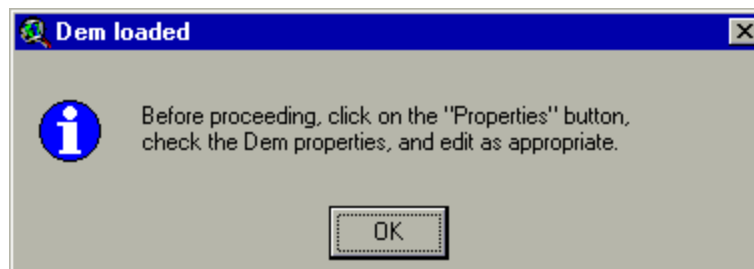 Dem loaded
Before proceeding, click on the "Properties" button,
check the Dem properties, and edit as appropriate.
OK